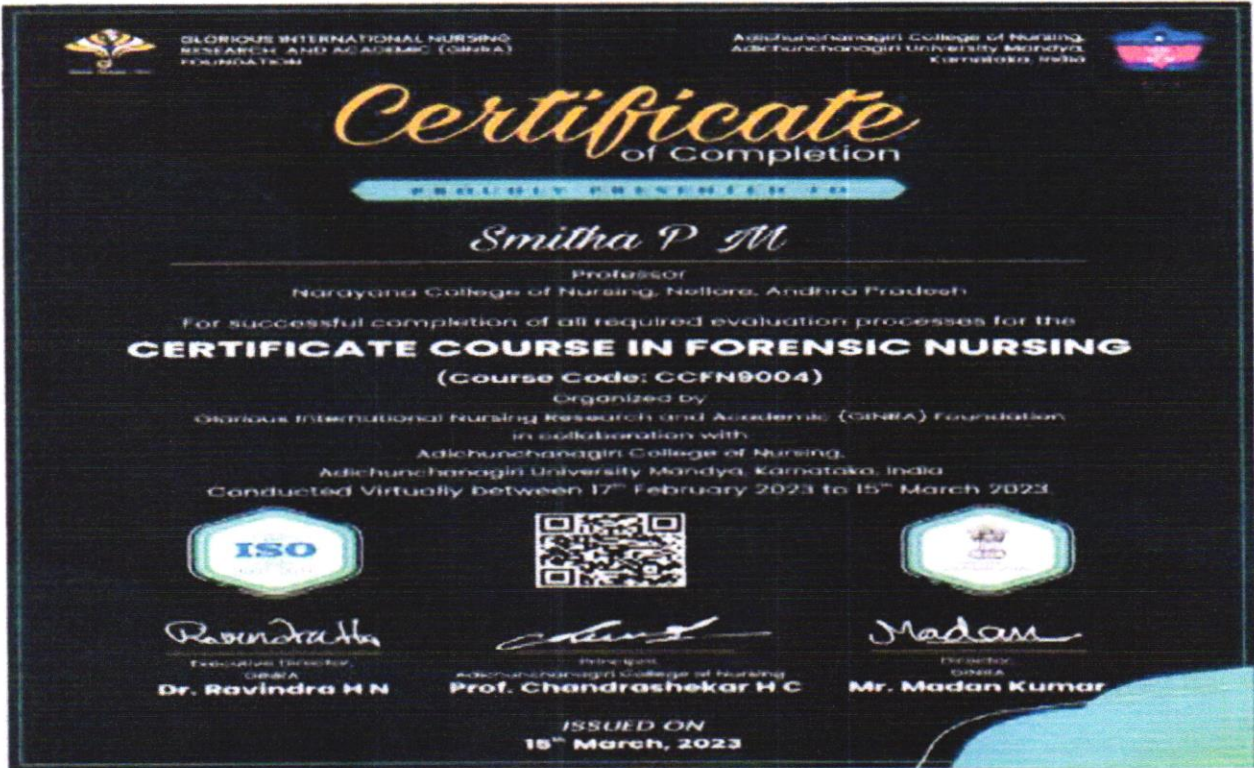 GLORIOUS INTERNATIONAL NURSING
RESEARCH AND ACADEMIC (GINRA)
FOUNDATION
Adichunchanagiri College of Nursing,
Adichunchanagiri University Mandya,
Karnataka, India
Certificate
of Completion
PROUDLY PRESENTED TO
Smitha P M
Professor
Narayana College of Nursing, Nellore, Andhra Pradesh
For successful completion of all required evaluation processes for the
CERTIFICATE COURSE IN FORENSIC NURSING
(Course Code: CCFN9004)
Organized by
Glorious International Nursing Research and Academic (GINRA) Foundation
in collaboration with
Adichunchanagiri College of Nursing,
Adichunchanagiri University Mandya, Karnataka, India
Conducted Virtually between 17th February 2023 to 15th March 2023.
ISO
Madan
Executive Director,
GINRA
Dr. Ravindra H N
Principal,
Adichunchanagiri College of Nursing
Prof. Chandrashekar H C
Director,
GINRA
Mr. Madan Kumar
ISSUED ON
15th March, 2023